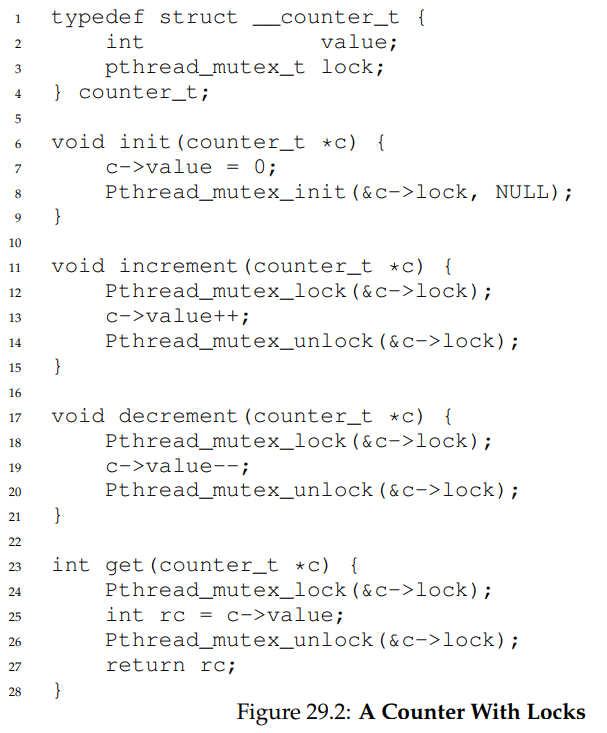 1 typedef struct __counter_t {
2 int value;
3 pthread_mutex_t lock;
4 } counter_t;
5
6 void init(counter_t *c) {
7 c->value = 0;
8 Pthread_mutex_init(&c->lock, NULL);
9 }
10
11 void increment(counter_t *c) {
12 Pthread_mutex_lock(&c->lock);
13 c->value++;
14 Pthread_mutex_unlock(&c->lock);
15 }
16
17 void decrement(counter_t *c) {
18 Pthread_mutex_lock(&c->lock);
19 c->value--;
20 Pthread_mutex_unlock(&c->lock);
21 }
22
23 int get(counter_t *c) {
24 Pthread_mutex_lock(&c->lock);
25 int rc = c->value;
26 Pthread_mutex_unlock(&c->lock);
27 return rc;
28 }
Figure 29.2: A Counter With Locks